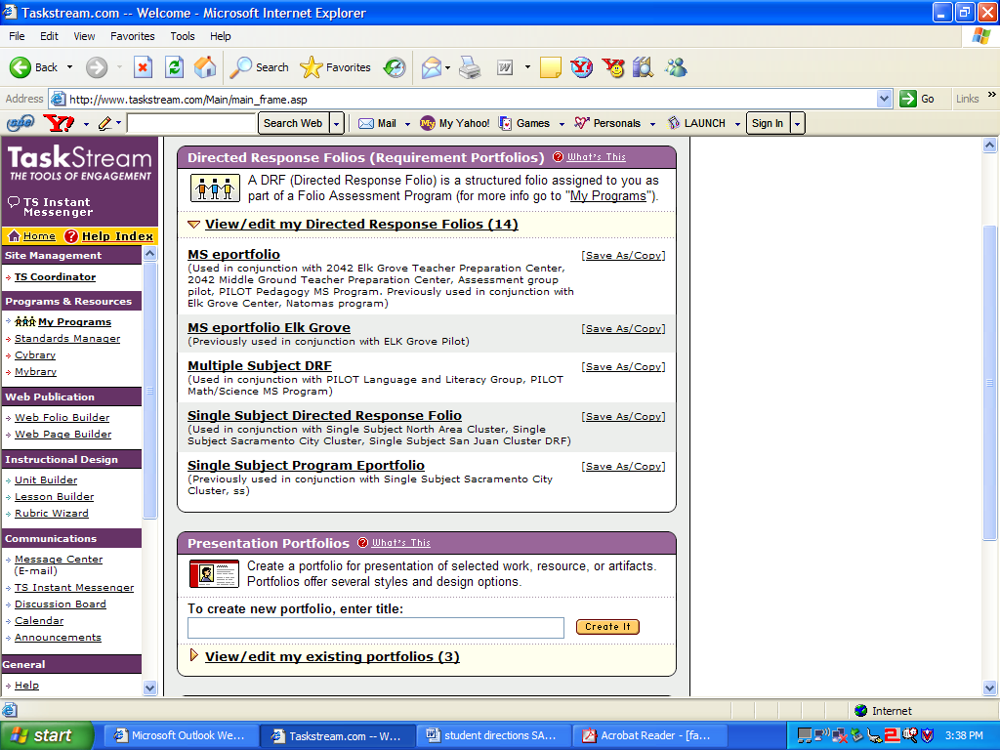 Taskstream.com -- Welcome - Microsoft Internet Explorer
File Edit View Favorites Tools Help
Back Search Favorites
Address http://www.taskstream.com/Main/main_frame.asp Go Links »
Search Web Mail My Yahoo! Games Personals LAUNCH Sign In
TaskStream
THE TOOLS OF ENGAGEMENT
TS Instant
Messenger
Home Help Index
Site Management
TS Coordinator
Programs & Resources
My Programs
Standards Manager
Cybrary
Mybrary
Web Publication
Web Folio Builder
Web Page Builder
Instructional Design
Unit Builder
Lesson Builder
Rubric Wizard
Communications
Message Center
(E-mail)
TS Instant Messenger
Discussion Board
Calendar
Announcements
General
Help
Directed Response Folios (Requirement Portfolios) What's This
A DRF (Directed Response Folio) is a structured folio assigned to you as
part of a Folio Assessment Program (for more info go to "My Programs").
View/edit my Directed Response Folios (14)
MS eportfolio [Save As/Copy]
(Used in conjunction with 2042 Elk Grove Teacher Preparation Center,
2042 Middle Ground Teacher Preparation Center, Assessment group
pilot, PILOT Pedagogy MS Program. Previously used in conjunction with
Elk Grove Center, Natomas program)
MS eportfolio Elk Grove [Save As/Copy]
(Previously used in conjunction with ELK Grove Pilot)
Multiple Subject DRF [Save As/Copy]
(Used in conjunction with PILOT Language and Literacy Group, PILOT
Math/Science MS Program)
Single Subject Directed Response Folio [Save As/Copy]
(Used in conjunction with Single Subject North Area Cluster, Single
Subject Sacramento City Cluster, Single Subject San Juan Cluster DRF)
Single Subject Program Eportfolio [Save As/Copy]
(Previously used in conjunction with Single Subject Sacramento City
Cluster, ss)
Presentation Portfolios What's This
Create a portfolio for presentation of selected work, resource, or artifacts.
Portfolios offer several styles and design options.
To create new portfolio, enter title:
Create It
View/edit my existing portfolios (3)
Internet
start Microsoft Outlook We... Taskstream.com -- W... student directions SA... Acrobat Reader - [fa... 3:38 PM